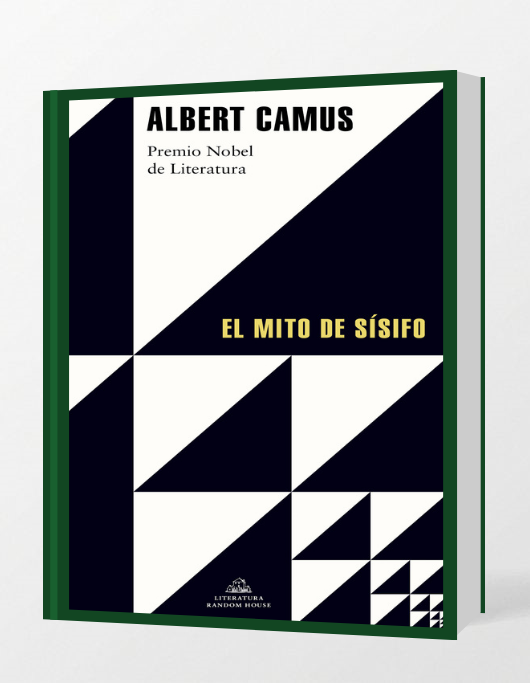 ALBERT CAMUS
Premio Nobel
de Literatura
EL MITO DE SÍSIFO
LITERATURA
RANDOM HOUSE